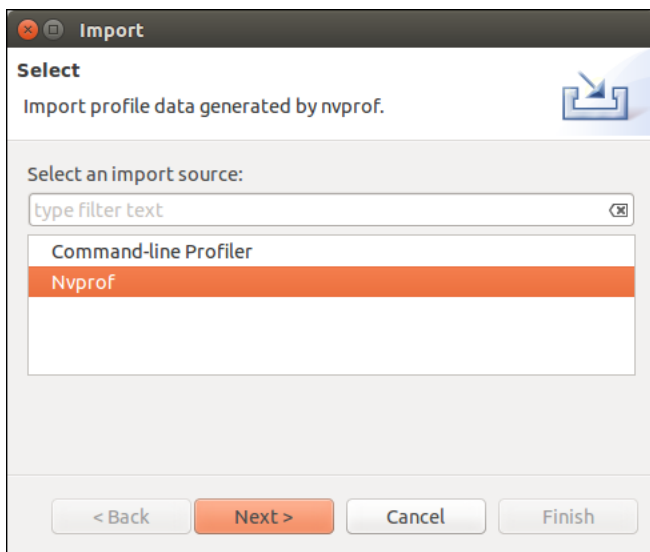 Import
Select
Import profile data generated by nvprof.
Select an import source:
type filter text
Command-line Profiler
Nvprof
< Back Next > Cancel Finish